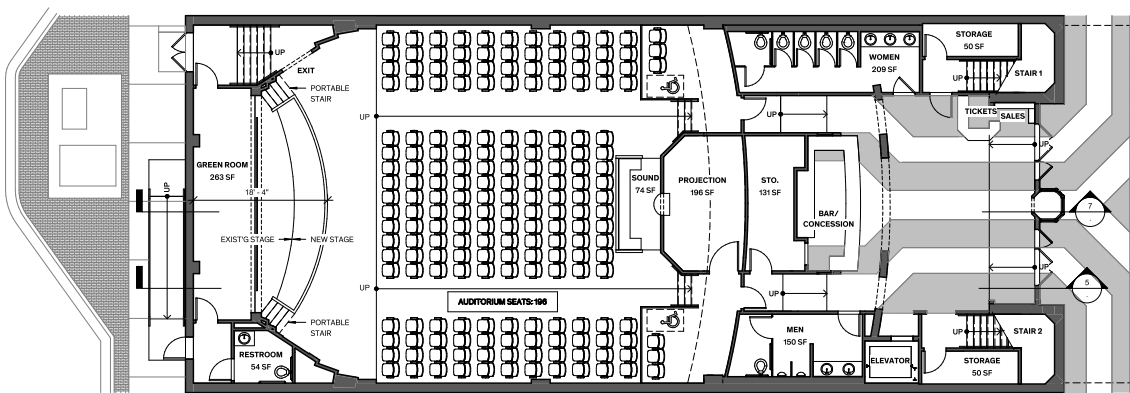 UP
EXIT
PORTABLE
STAIR
GREEN ROOM
263 SF
18' - 4"
EXIST'G STAGE
NEW STAGE
UP
PORTABLE
STAIR
RESTROOM
54 SF
UP
UP
AUDITORIUM SEATS: 196
SOUND
74 SF
PROJECTION
196 SF
STO.
131 SF
BAR/
CONCESSION
WOMEN
209 SF
STORAGE
50 SF
UP
STAIR 1
UP
TICKETS
SALES
UP
7
UP
5
UP
MEN
150 SF
ELEVATOR
UP
STAIR 2
STORAGE
50 SF